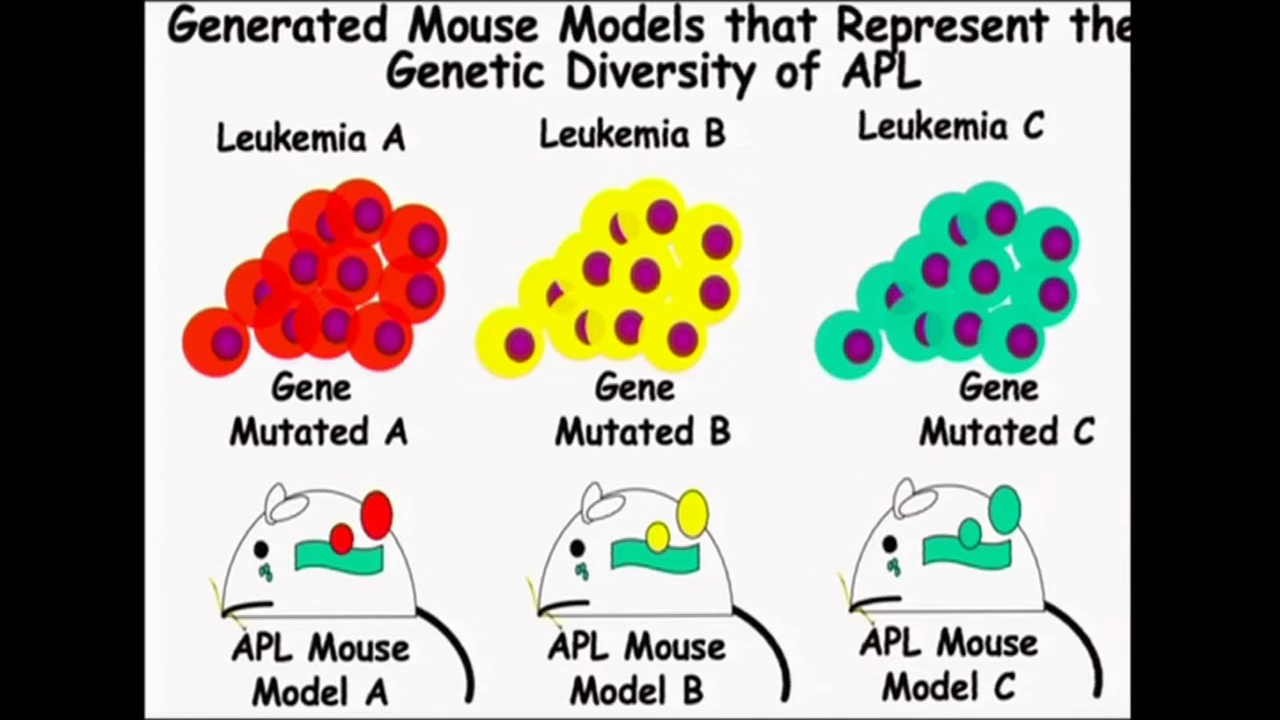 Generated Mouse Models that Represent the
Genetic Diversity of APL
Leukemia A
Leukemia B
Leukemia C
Gene
Mutated A
Gene
Mutated B
Gene
Mutated C
APL Mouse
Model A
APL Mouse
Model B
APL Mouse
Model C